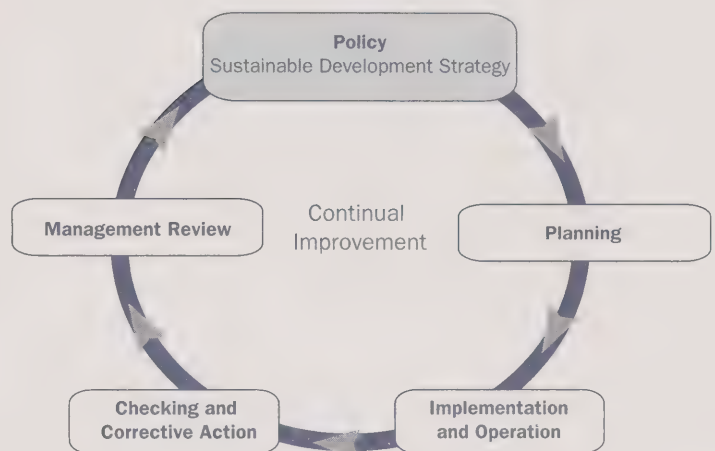 Policy
Sustainable Development Strategy
Continual
Improvement
Management Review
Planning
Checking and
Corrective Action
Implementation
and Operation